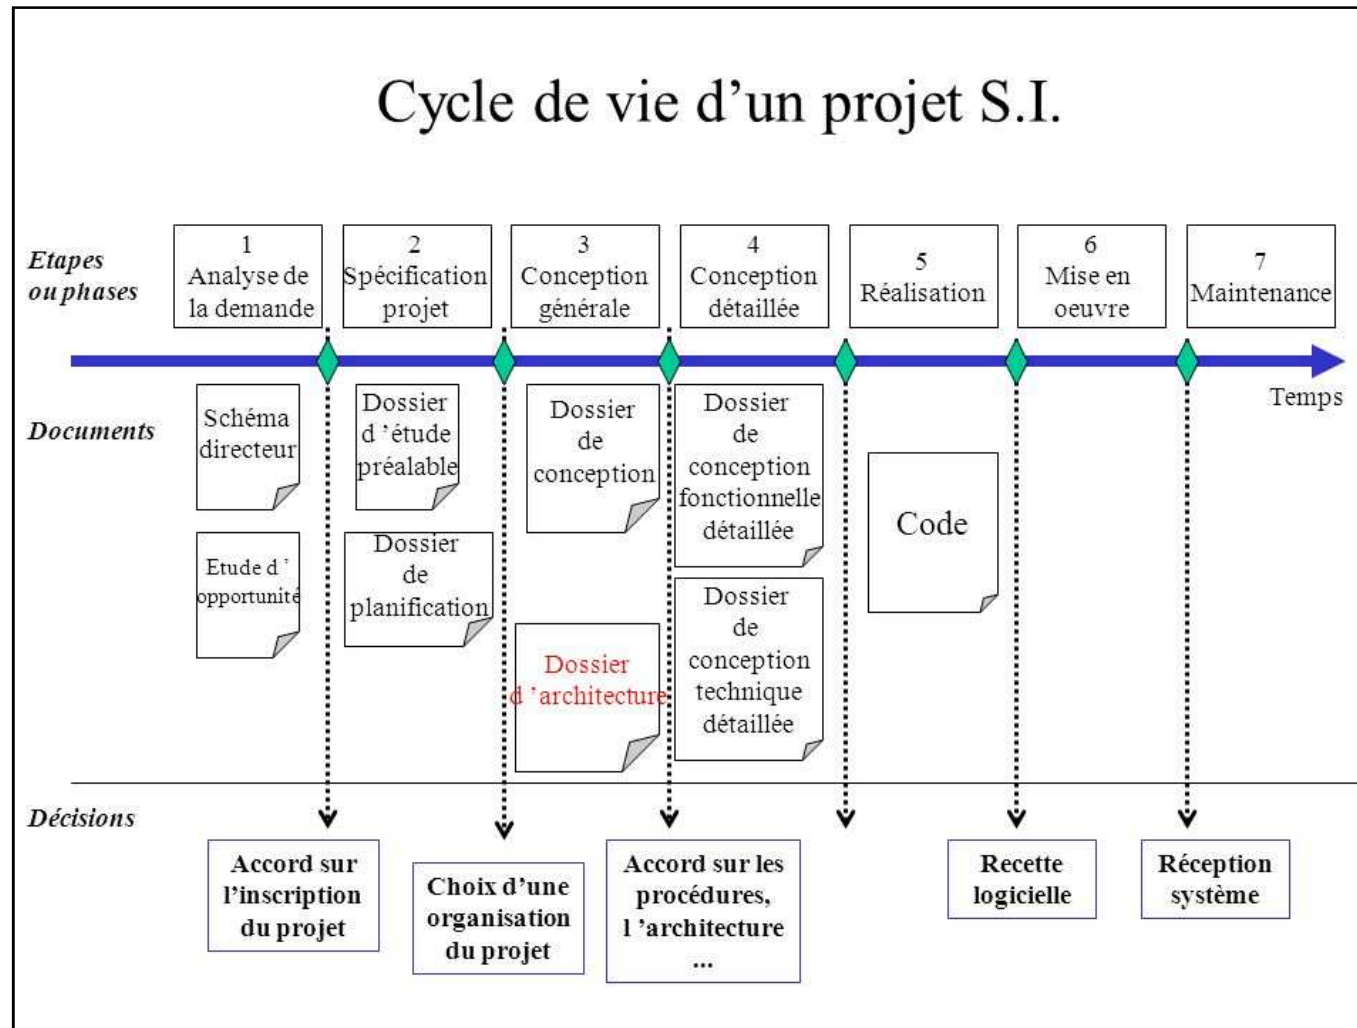 Cycle de vie d’un projet S.I.
Etapes
ou phases
1
Analyse de
la demande
2
Spécification
projet
3
Conception
générale
4
Conception
détaillée
5
Réalisation
6
Mise en
oeuvre
7
Maintenance
Temps
Documents
Schéma
directeur
Etude d ’
opportunité
Dossier
d ’étude
préalable
Dossier
de
planification
Dossier
de
conception
Dossier
d ’architecture
Dossier
de
conception
fonctionnelle
détaillée
Dossier
de
conception
technique
détaillée
Code
Décisions
Accord sur
l’inscription
du projet
Choix d’une
organisation
du projet
Accord sur les
procédures,
l ’architecture
...
Recette
logicielle
Réception
système